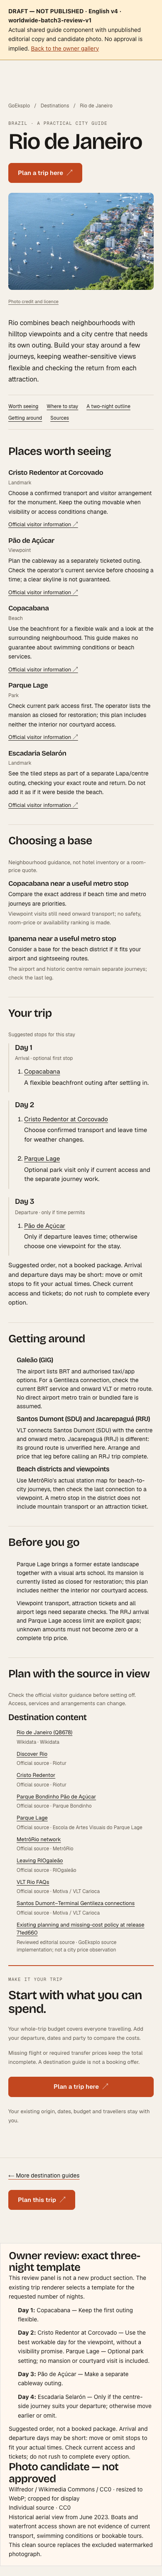 DRAFT — NOT PUBLISHED · English v4 ·
worldwide-batch3-review-v1
Actual shared guide component with unpublished
editorial copy and candidate photo. No approval is
implied. Back to the owner gallery
GoEkspło / Destinations / Rio de Janeiro
BRAZIL · A PRACTICAL CITY GUIDE
Rio de Janeiro
Plan a trip here ↗
Photo credit and licence
Rio combines beach neighbourhoods with
hilltop viewpoints and a city centre that needs
its own outing. Build your stay around a few
journeys, keeping weather-sensitive views
flexible and checking the return from each
attraction.
Worth seeing Where to stay A two-night outline
Getting around Sources
Places worth seeing
Cristo Redentor at Corcovado
Landmark
Choose a confirmed transport and visitor arrangement
for the monument. Keep the outing movable when
visibility or access conditions change.
Official visitor information ↗
Pão de Açúcar
Viewpoint
Plan the cableway as a separately ticketed outing.
Check the operator's current service before choosing a
time; a clear skyline is not guaranteed.
Official visitor information ↗
Copacabana
Beach
Use the beachfront for a flexible walk and a look at the
surrounding neighbourhood. This guide makes no
guarantee about swimming conditions or beach
services.
Official visitor information ↗
Parque Lage
Park
Check current park access first. The operator lists the
mansion as closed for restoration; this plan includes
neither the interior nor courtyard access.
Official visitor information ↗
Escadaria Selarón
Landmark
See the tiled steps as part of a separate Lapa/centre
outing, checking your exact route and return. Do not
add it as if it were beside the beach.
Official visitor information ↗
Choosing a base
Neighbourhood guidance, not hotel inventory or a room-
price quote.
Copacabana near a useful metro stop
Compare the exact address if beach time and metro
journeys are priorities.
Viewpoint visits still need onward transport; no safety,
room-price or availability ranking is made.
Ipanema near a useful metro stop
Consider a base for the beach district if it fits your
airport and sightseeing routes.
The airport and historic centre remain separate journeys;
check the last leg.
Your trip
Suggested stops for this stay
Day 1
Arrival · optional first stop
1. Copacabana
A flexible beachfront outing after settling in.
Day 2
1. Cristo Redentor at Corcovado
Choose confirmed transport and leave time
for weather changes.
2. Parque Lage
Optional park visit only if current access and
the separate journey work.
Day 3
Departure · only if time permits
1. Pão de Açúcar
Only if departure leaves time; otherwise
choose one viewpoint for the stay.
Suggested order, not a booked package. Arrival
and departure days may be short: move or omit
stops to fit your actual times. Check current
access and tickets; do not rush to complete every
option.
Getting around
Galeão (GIG)
The airport lists BRT and authorised taxi/app
options. For a Gentileza connection, check the
current BRT service and onward VLT or metro route.
No direct airport metro train or bundled fare is
assumed.
Santos Dumont (SDU) and Jacarepaguá (RRJ)
VLT connects Santos Dumont (SDU) with the centre
and onward metro. Jacarepaguá (RRJ) is different:
its ground route is unverified here. Arrange and
price that leg before calling an RRJ trip complete.
Beach districts and viewpoints
Use MetrôRio's actual station map for beach-to-
city journeys, then check the last connection to a
viewpoint. A metro stop in the district does not
include mountain transport or an attraction ticket.
Before you go
Parque Lage brings a former estate landscape
together with a visual arts school. Its mansion is
currently listed as closed for restoration; this plan
includes neither the interior nor courtyard access.
Viewpoint transport, attraction tickets and all
airport legs need separate checks. The RRJ arrival
and Parque Lage access limit are explicit gaps;
unknown amounts must not become zero or a
complete trip price.
Plan with the source in view
Check the official visitor guidance before setting off.
Access, services and arrangements can change.
Destination content
Rio de Janeiro (Q8678)
Wikidata · Wikidata
Discover Rio
Official source · Riotur
Cristo Redentor
Official source · Riotur
Parque Bondinho Pão de Açúcar
Official source · Parque Bondinho
Parque Lage
Official source · Escola de Artes Visuais do Parque Lage
MetrôRio network
Official source · MetrôRio
Leaving RIOgaleão
Official source · RIOgaleão
VLT Rio FAQs
Official source · Motiva / VLT Carioca
Santos Dumont–Terminal Gentileza connections
Official source · Motiva / VLT Carioca
Existing planning and missing-cost policy at release
7fed660
Reviewed editorial source · GoEksplo source
implementation; not a city price observation
MAKE IT YOUR TRIP
Start with what you can
spend.
Your whole-trip budget covers everyone travelling. Add
your departure, dates and party to compare the costs.
Missing flight or required transfer prices keep the total
incomplete. A destination guide is not a booking offer.
Plan a trip here ↗
Your existing origin, dates, budget and travellers stay with
you.
← More destination guides
Plan this trip ↗
Owner review: exact three-
night template
This review panel is not a new product section. The
existing trip renderer selects a template for the
requested number of nights.
Day 1: Copacabana — Keep the first outing
flexible.
Day 2: Cristo Redentor at Corcovado — Use the
best workable day for the viewpoint, without a
visibility promise. Parque Lage — Optional park
setting; no mansion or courtyard visit is included.
Day 3: Pão de Açúcar — Make a separate
cableway outing.
Day 4: Escadaria Selarón — Only if the centre-
side journey suits your departure; otherwise move
earlier or omit.
Suggested order, not a booked package. Arrival and
departure days may be short: move or omit stops to
fit your actual times. Check current access and
tickets; do not rush to complete every option.
Photo candidate — not
approved
Wilfredor / Wikimedia Commons / CC0 · resized to
WebP; cropped for display
Individual source · CC0
Historical aerial view from June 2023. Boats and
waterfront access shown are not evidence of current
transport, swimming conditions or bookable tours.
This clean source replaces the excluded watermarked
photograph.